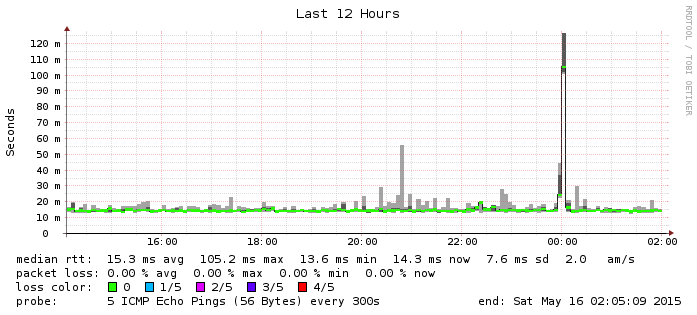 Last 12 Hours
RRDTOOL / TOBI OETIKER
Seconds
120 m
110 m
100 m
90 m
80 m
70 m
60 m
50 m
40 m
30 m
20 m
10 m
0
16:00 18:00 20:00 22:00 00:00 02:00
median rtt: 15.3 ms avg 105.2 ms max 13.6 ms min 14.3 ms now 7.6 ms sd 2.0 am/s
packet loss: 0.00 % avg 0.00 % max 0.00 % min 0.00 % now
loss color: 0 1/5 2/5 3/5 4/5
probe: 5 ICMP Echo Pings (56 Bytes) every 300s end: Sat May 16 02:05:09 2015